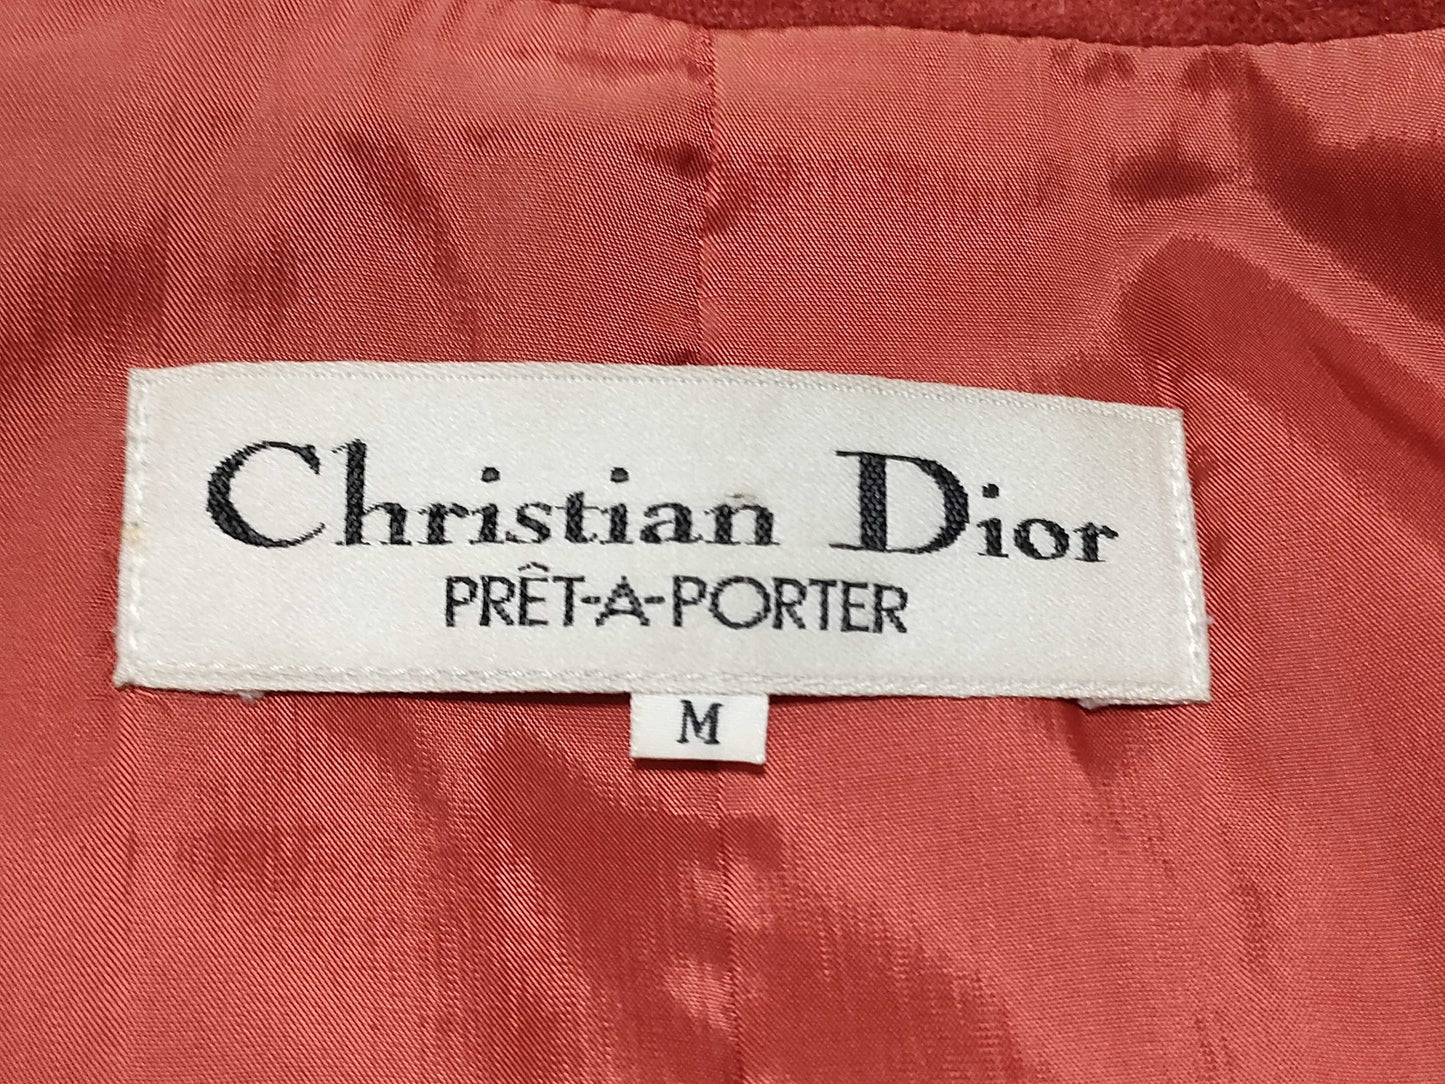 Christian Dior
PRÊT-A-PORTER
M